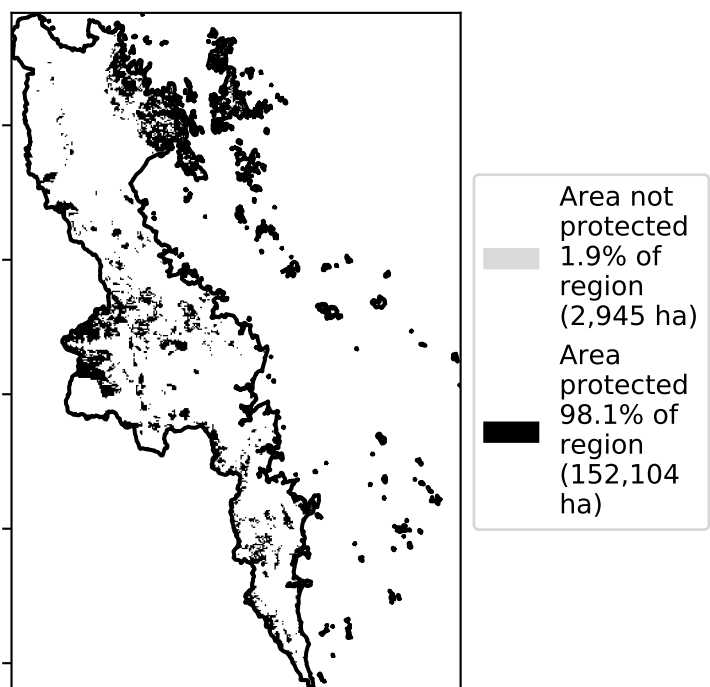 Area not
protected
1.9% of
region
(2,945 ha)
Area
protected
98.1% of
region
(152,104
ha)